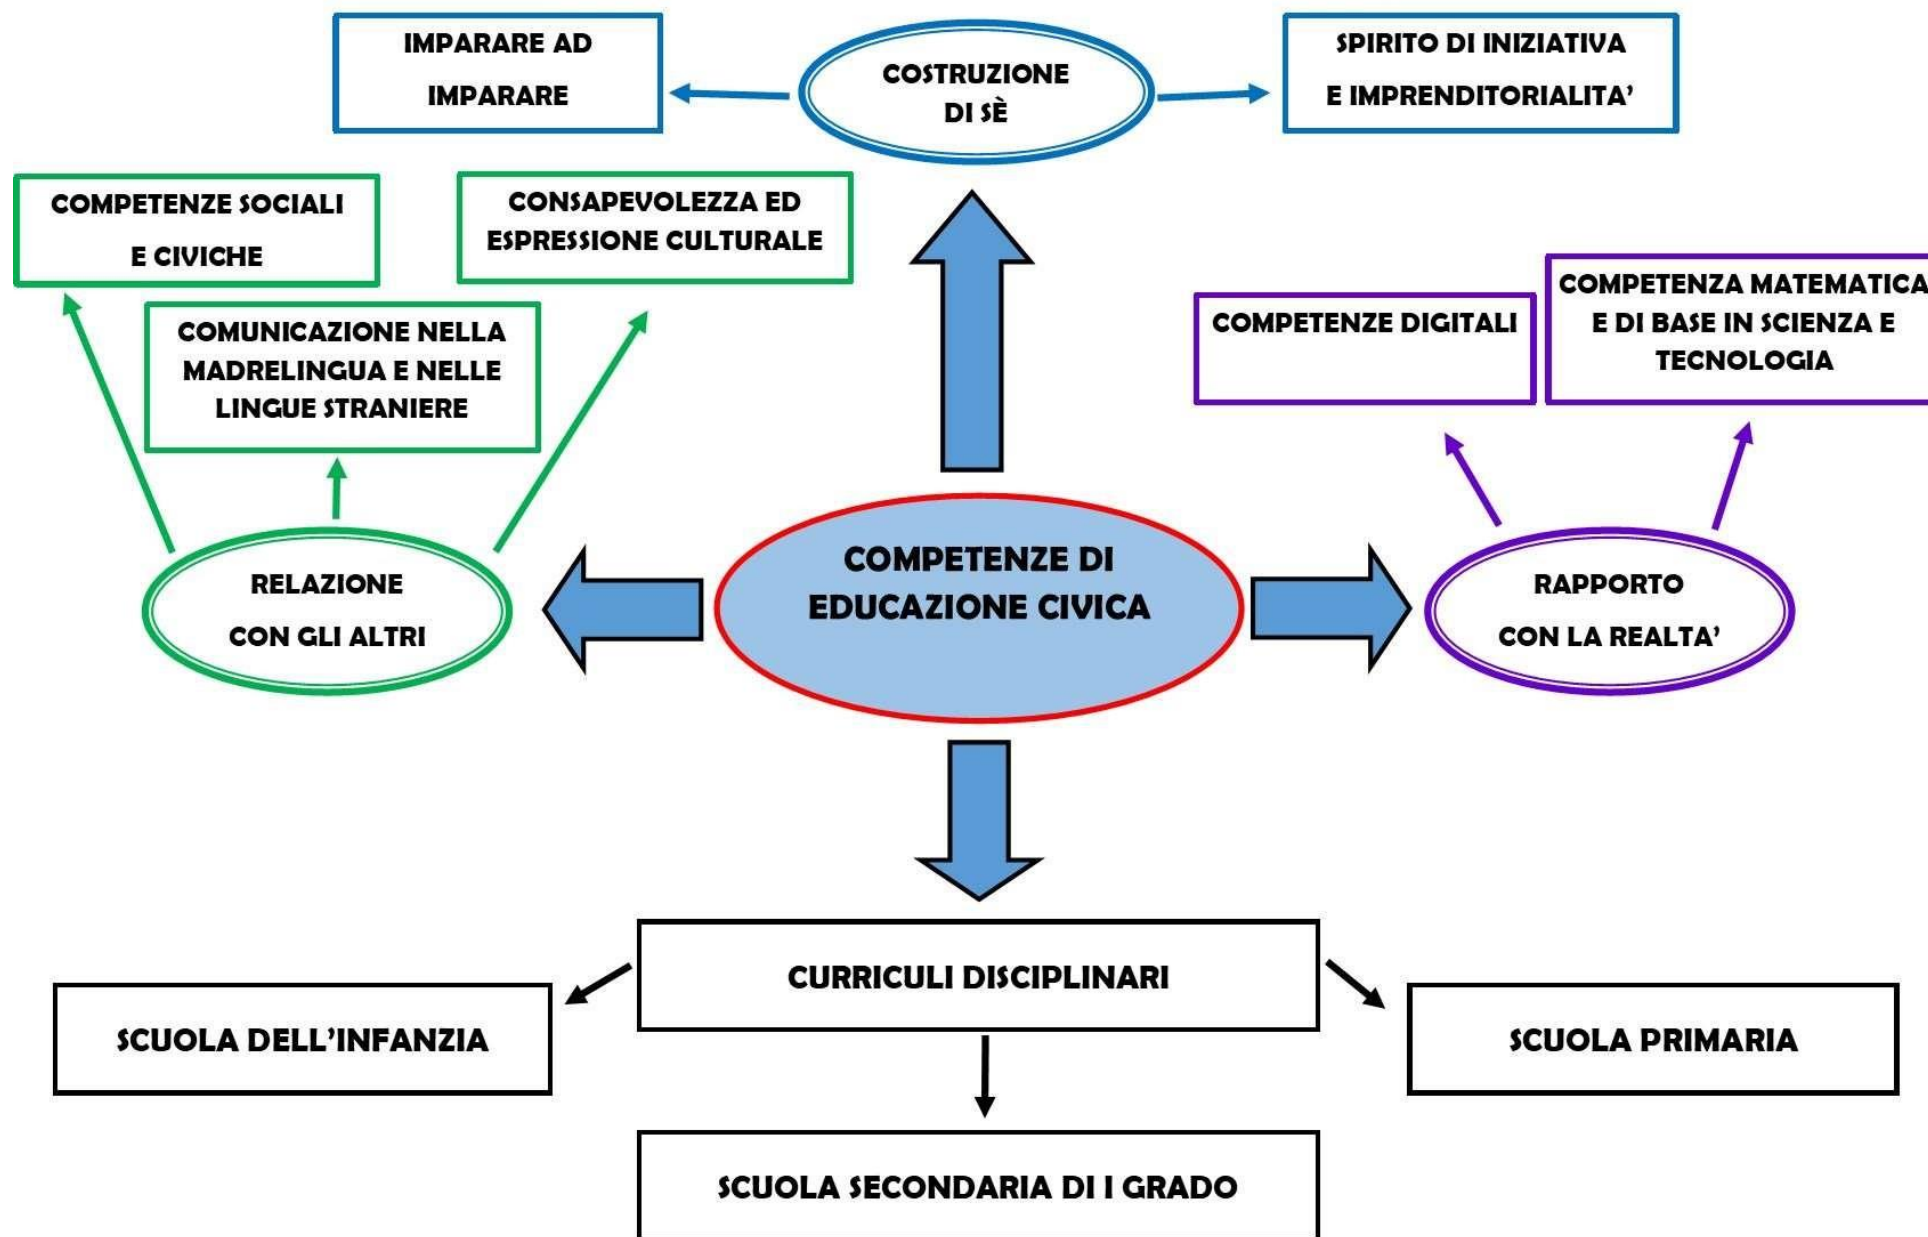 IMPARARE AD
IMPARARE
COSTRUZIONE
DI SÈ
SPIRITO DI INIZIATIVA
E IMPRENDITORIALITA’
COMPETENZE SOCIALI
E CIVICHE
CONSAPEVOLEZZA ED
ESPRESSIONE CULTURALE
COMUNICAZIONE NELLA
MADRELINGUA E NELLE
LINGUE STRANIERE
COMPETENZE DIGITALI
COMPETENZA MATEMATICA
E DI BASE IN SCIENZA E
TECNOLOGIA
RELAZIONE
CON GLI ALTRI
COMPETENZE DI
EDUCAZIONE CIVICA
RAPPORTO
CON LA REALTA’
CURRICULI DISCIPLINARI
SCUOLA DELL’INFANZIA
SCUOLA PRIMARIA
SCUOLA SECONDARIA DI I GRADO